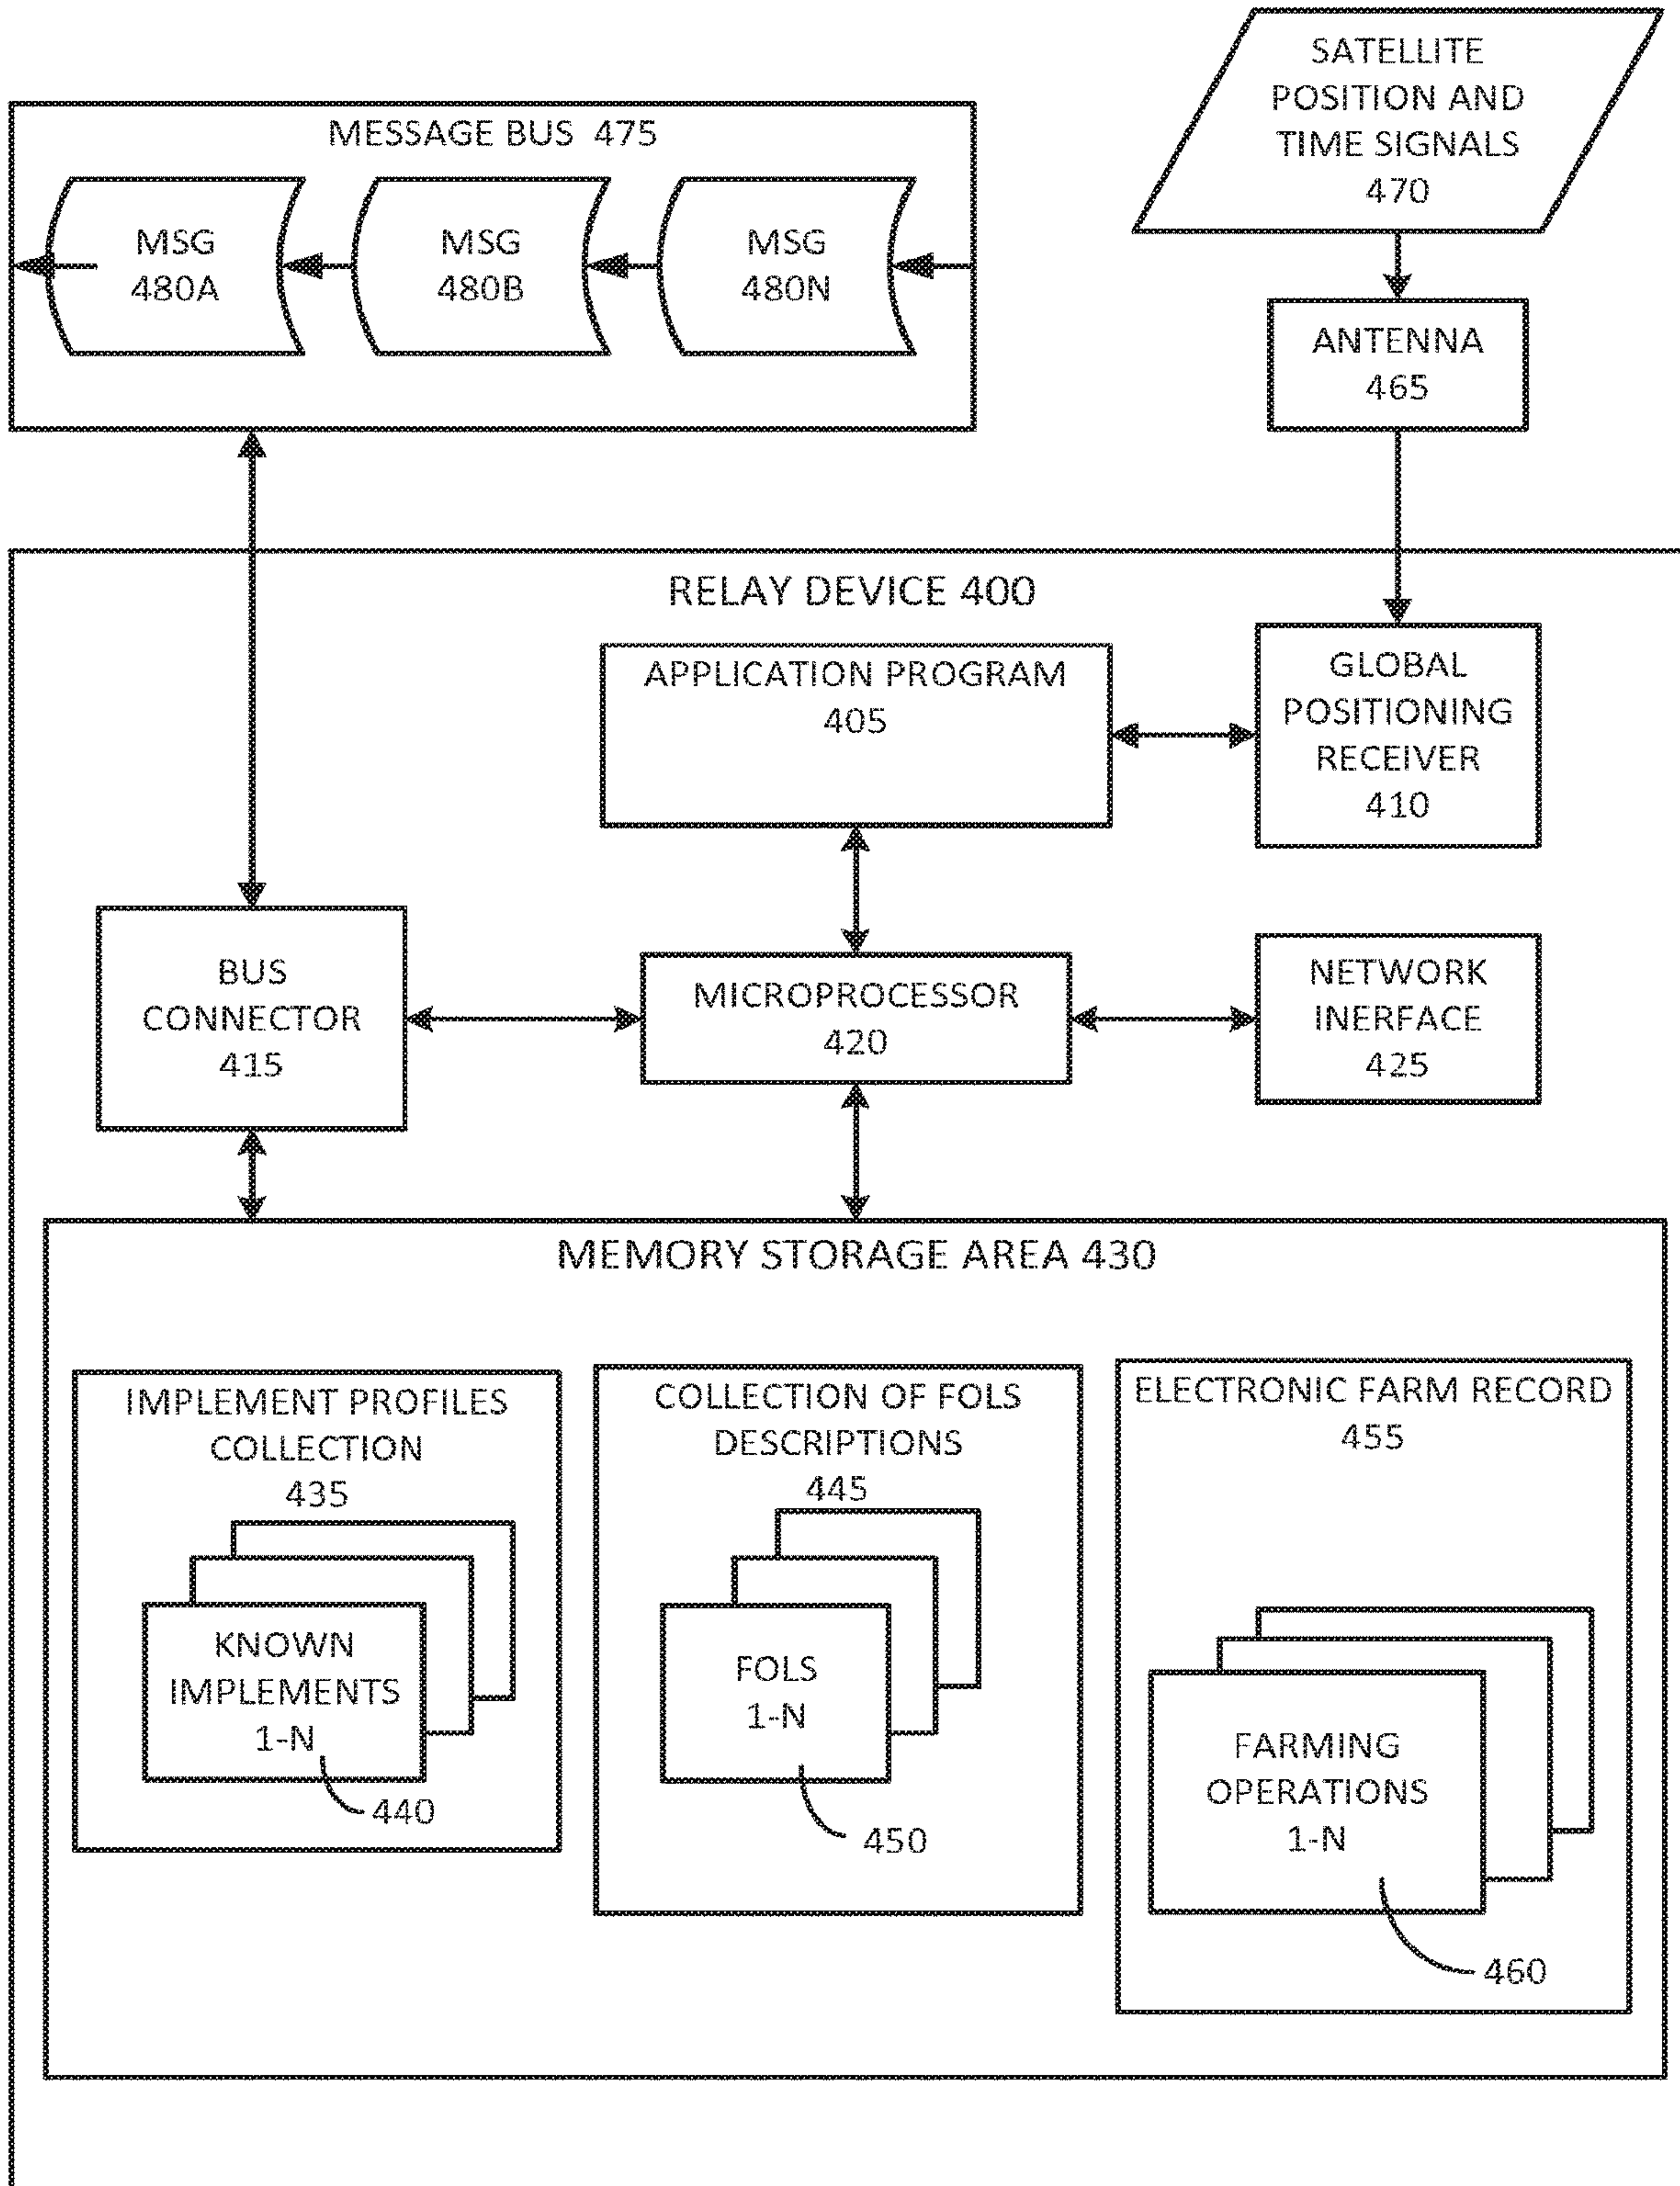 SATELLITE
POSITION AND
TIME SIGNALS
470
MESSAGE BUS 475
MSG
480A
MSG
480B
MSG
480N
ANTENNA
465
RELAY DEVICE 400
APPLICATION PROGRAM
405
GLOBAL
POSITIONING
RECEIVER
410
BUS
CONNECTOR
415
MICROPROCESSOR
420
NETWORK
INERFACE
425
MEMORY STORAGE AREA 430
IMPLEMENT PROFILES
COLLECTION
435
KNOWN
IMPLEMENTS
1-N
440
COLLECTION OF FOLS
DESCRIPTIONS
445
FOLS
1-N
450
ELECTRONIC FARM RECORD
455
FARMING
OPERATIONS
1-N
460